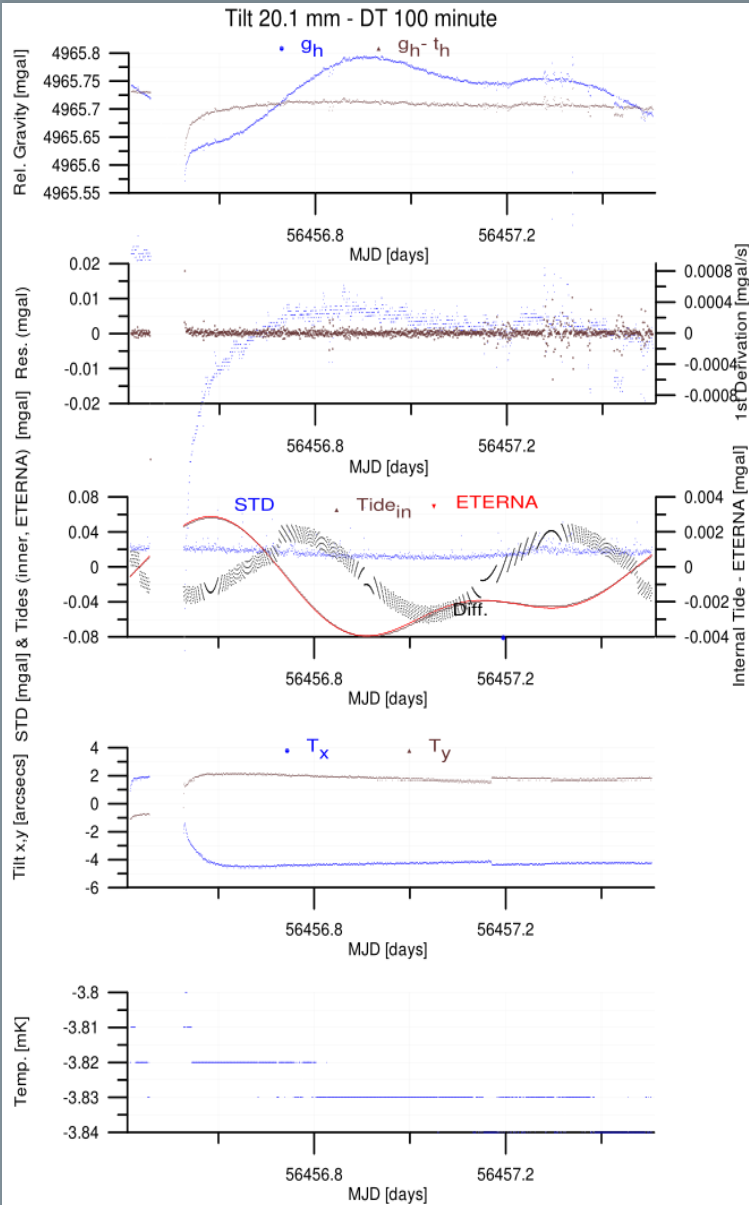 Tilt 20.1 mm - DT 100 minute
g_h g_h- t_h
Rel. Gravity [mgal]
4965.8
4965.75
4965.7
4965.65
4965.6
4965.55
56456.8 56457.2
MJD [days]
Res. (mgal)
0.02
0.01
0
-0.01
-0.02
0.0008
0.0004
0
-0.0004
-0.0008
1st Derivation [mgal/s]
56456.8 56457.2
MJD [days]
STD [mgal] & Tides (inner, ETERNA) [mgal]
0.08
0.04
0
-0.04
-0.08
STD Tide_in ETERNA
Diff.
0.004
0.002
0
-0.002
-0.004
Internal Tide - ETERNA [mgal]
56456.8 56457.2
MJD [days]
Tilt x,y [arcsecs]
4
2
0
-2
-4
-6
T_x T_y
56456.8 56457.2
MJD [days]
Temp. [mK]
-3.8
-3.81
-3.82
-3.83
-3.84
56456.8 56457.2
MJD [days]